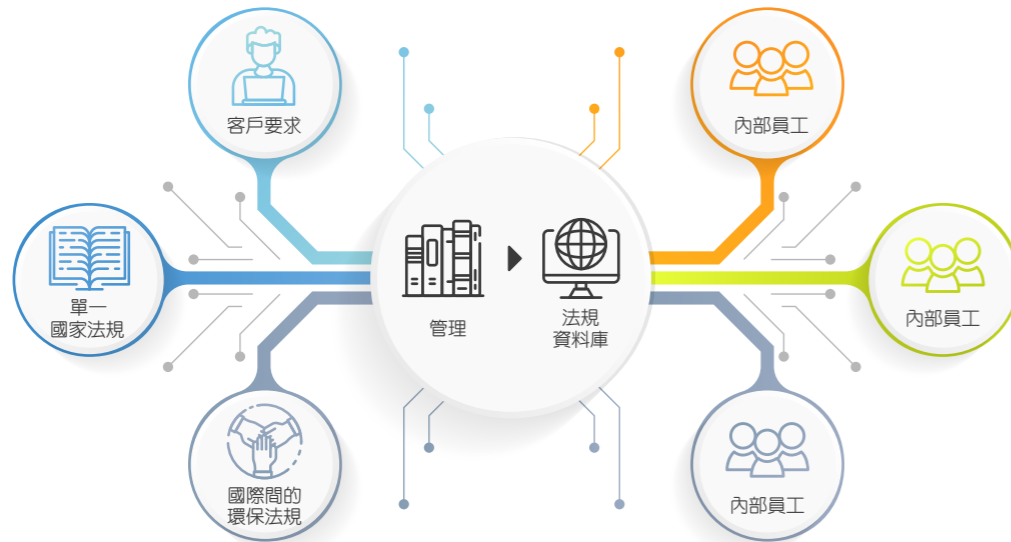 客戶要求
單一
國家法規
國際間的
環保法規
管理
法規
資料庫
內部員工
內部員工
內部員工